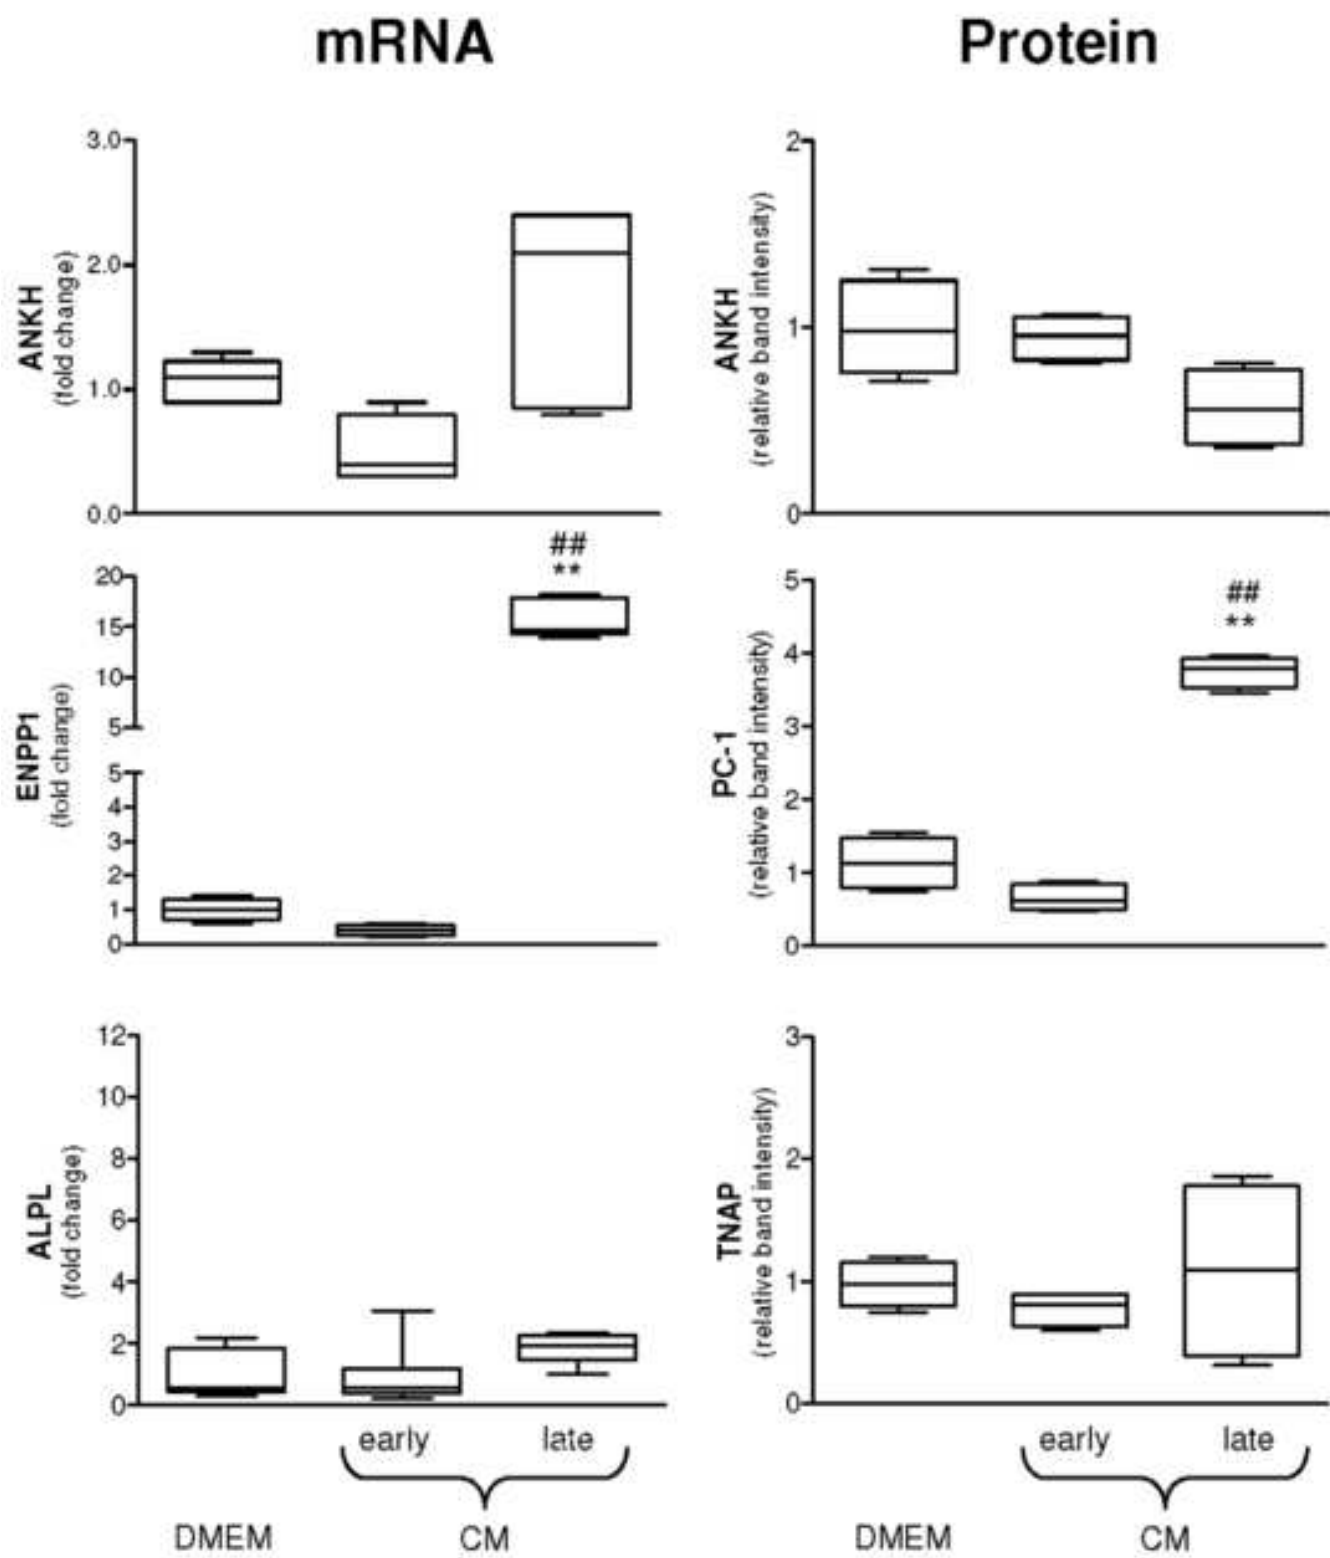 mRNA
Protein
ANKH
(fold change)
3.0
2.0
1.0
0.0
ANKH
(relative band intensity)
2
1
0
ENPP1
(fold change)
20
15
10
5
5
4
3
2
1
0
##
**
PC-1
(relative band intensity)
5
4
3
2
1
0
##
**
ALPL
(fold change)
12
10
8
6
4
2
0
TNAP
(relative band intensity)
3
2
1
0
early late
DMEM CM
early late
DMEM CM